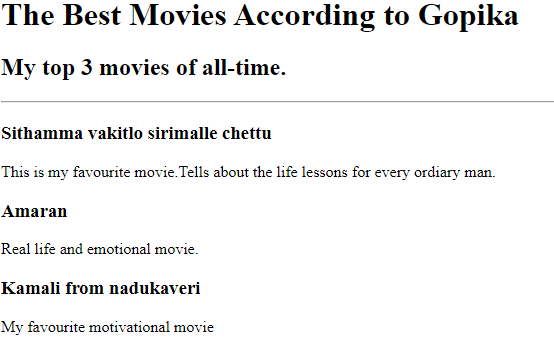 The Best Movies According to Gopika
My top 3 movies of all-time.
Sithamma vakitlo sirimalle chettu
This is my favourite movie.Tells about the life lessons for every ordiary man.
Amaran
Real life and emotional movie.
Kamali from nadukaveri
My favourite motivational movie